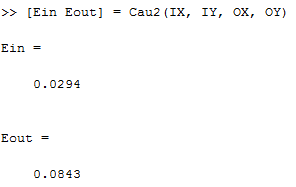 >> [Ein Eout] = Cau2(IX, IY, OX, OY)
Ein =
0.0294
Eout =
0.0843